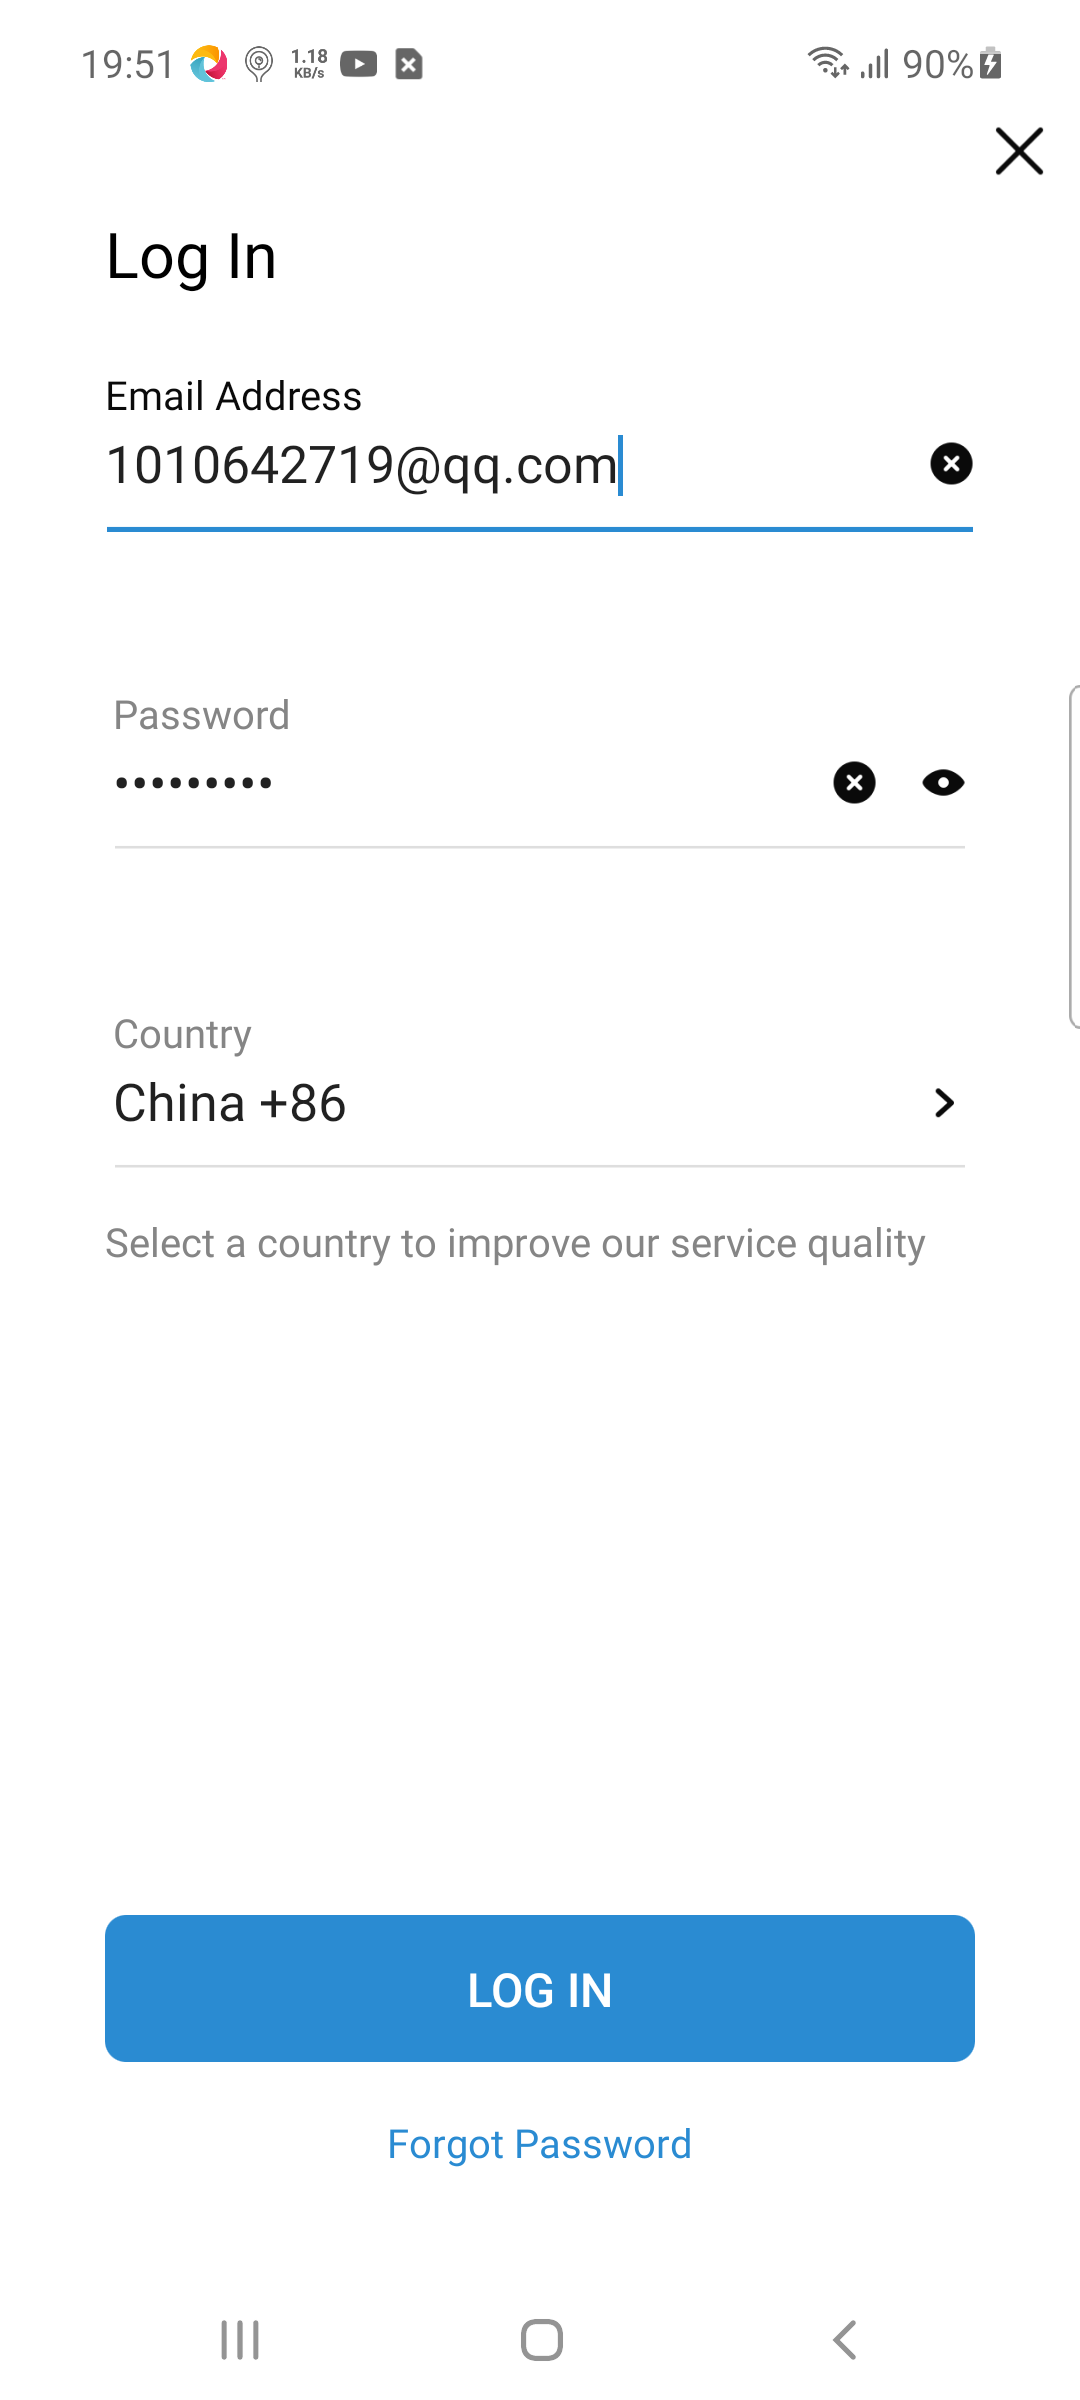 19:51 1.18 KB/s 90%
Log In
Email Address
1010642719@qq.com
Password
•••••••••
Country
China +86
Select a country to improve our service quality
LOG IN
Forgot Password